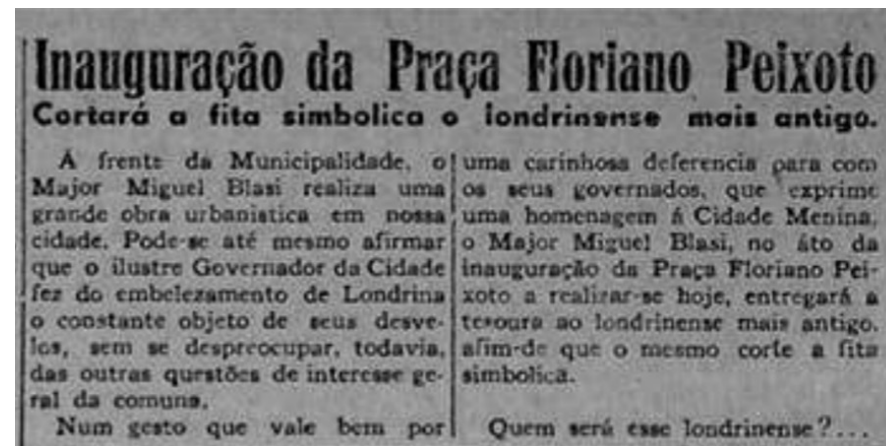 Inauguração da Praça Floriano Peixoto
Cortará a fita simbolica o londrinense mais antigo.
Á frente da Municipalidade, o
Major Miguel Blasi realiza uma
grande obra urbanistica em nossa
cidade. Pode-se até mesmo afirmar
que o ilustre Governador da Cidade
fez do embelezamento de Londrina
o constante objeto de seus desve-
los, sem se despreocupar, todavia,
das outras questões de interesse ge-
ral da comuna.
Num gesto que vale bem por
uma carinhosa deferencia para com
os seus governados, que exprime
uma homenagem á Cidade Menina,
o Major Miguel Blasi, no áto da
inauguração da Praça Floriano Pei-
xoto a realizar-se hoje, entregará a
tesoura ao londrinense mais antigo,
afim-de que o mesmo corte a fita
simbolica.
Quem será esse londrinense?...